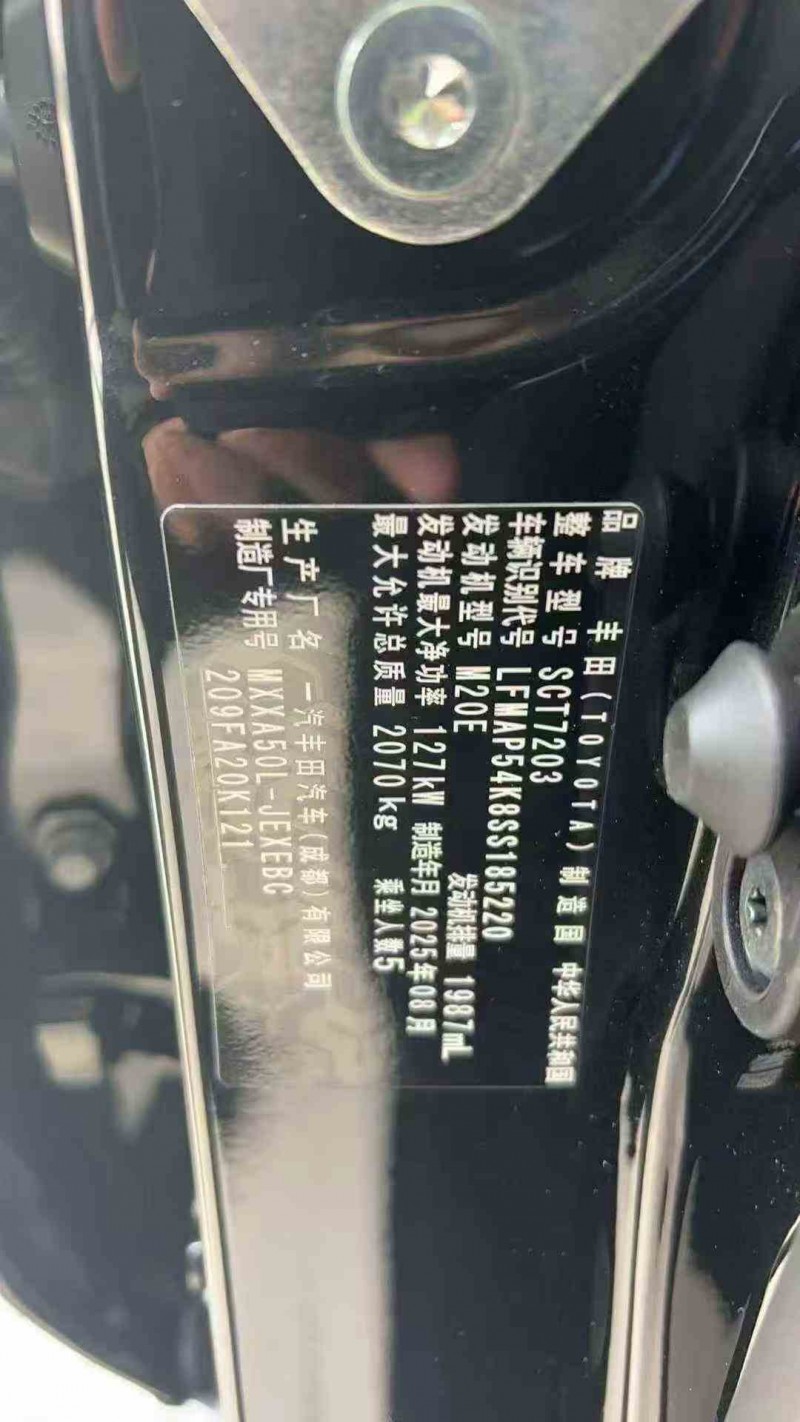 品牌 丰田(TOYOTA) 制造国 中华人民共和国
整车型号 SCT7203
车辆识别代号 LFMAP54K8SS185220
发动机型号 M20E 发动机排量 1987mL
发动机最大净功率 127kW 制造年月 2025年08月
最大允许总质量 2070kg 乘坐人数5
生产厂名 一汽丰田汽车(成都)有限公司
制造厂专用号 MXXA50L-JEXEBC
209FA20K121